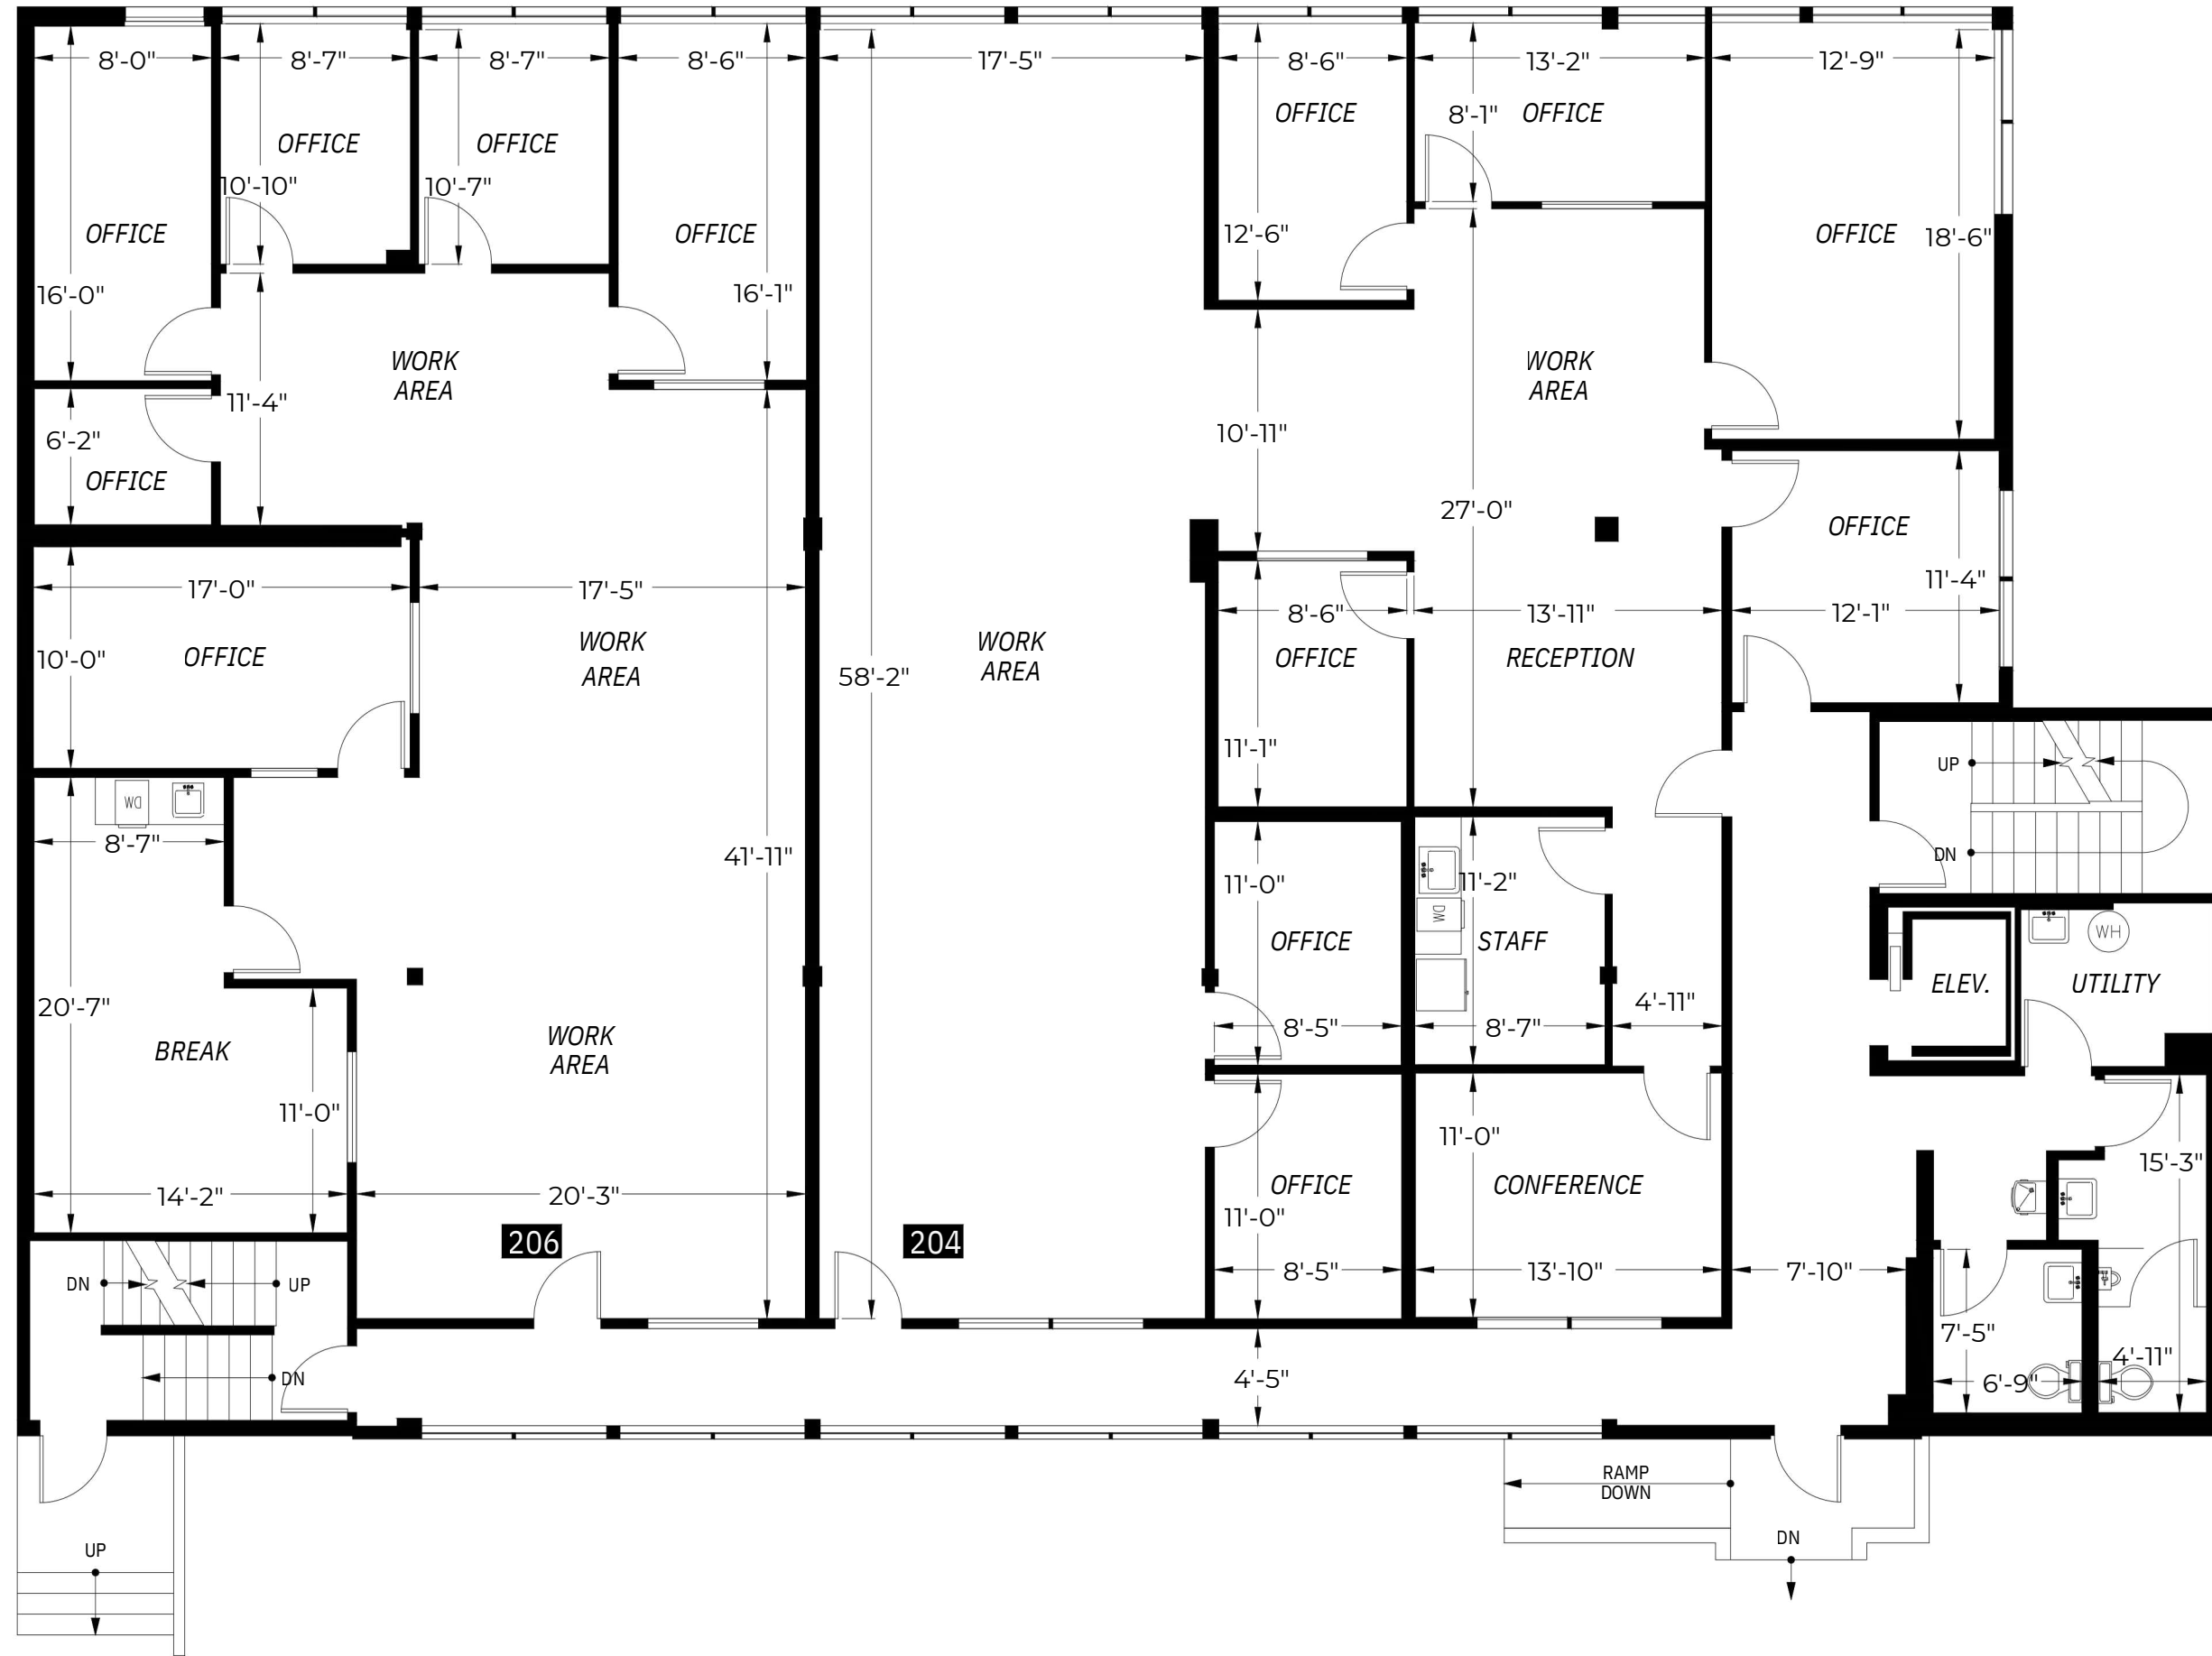 8'-0"
8'-7"
8'-7"
8'-6"
17'-5"
8'-6"
13'-2"
12'-9"
OFFICE
OFFICE
8'-1"
OFFICE
OFFICE
10'-10"
10'-7"
OFFICE
OFFICE
12'-6"
OFFICE
18'-6"
16'-0"
16'-1"
WORK
AREA
WORK
AREA
11'-4"
6'-2"
10'-11"
OFFICE
27'-0"
OFFICE
17'-0"
17'-5"
11'-4"
8'-6"
13'-11"
12'-1"
WORK
AREA
WORK
AREA
10'-0"
OFFICE
58'-2"
OFFICE
RECEPTION
11'-1"
UP
DW
8'-7"
41'-11"
DN
11'-0"
11'-2"
DW
OFFICE
STAFF
WH
20'-7"
4'-11"
ELEV.
UTILITY
BREAK
WORK
AREA
8'-5"
8'-7"
11'-0"
11'-0"
15'-3"
14'-2"
20'-3"
OFFICE
CONFERENCE
11'-0"
206
204
DN
UP
8'-5"
13'-10"
7'-10"
7'-5"
DN
4'-5"
6'-9"
4'-11"
RAMP
DOWN
UP
DN